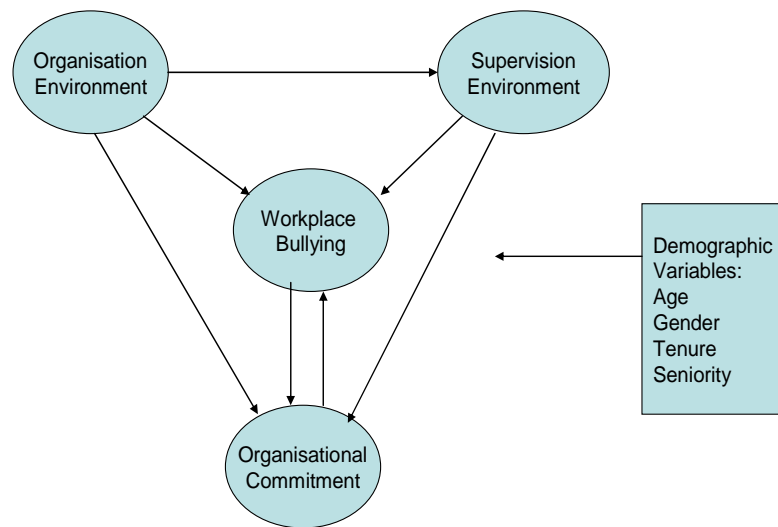 Organisation
Environment
Supervision
Environment
Workplace
Bullying
Demographic
Variables:
Age
Gender
Tenure
Seniority
Organisational
Commitment